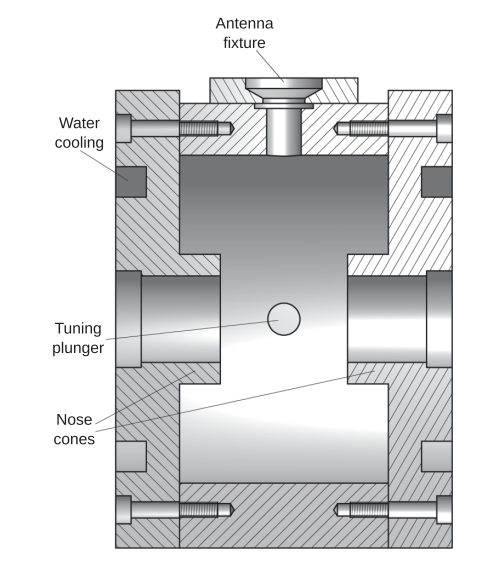 Antenna
fixture
Water
cooling
Tuning
plunger
Nose
cones